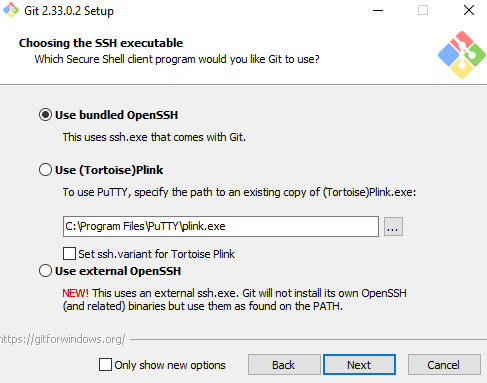 Git 2.33.0.2 Setup
Choosing the SSH executable
Which Secure Shell client program would you like Git to use?
Use bundled OpenSSH
This uses ssh.exe that comes with Git.
Use (Tortoise)Plink
To use PuTTY, specify the path to an existing copy of (Tortoise)Plink.exe:
C:\Program Files\PuTTY\plink.exe
...
Set ssh.variant for Tortoise Plink
Use external OpenSSH
NEW! This uses an external ssh.exe. Git will not install its own OpenSSH
(and related) binaries but use them as found on the PATH.
https://gitforwindows.org/
Only show new options
Back
Next
Cancel